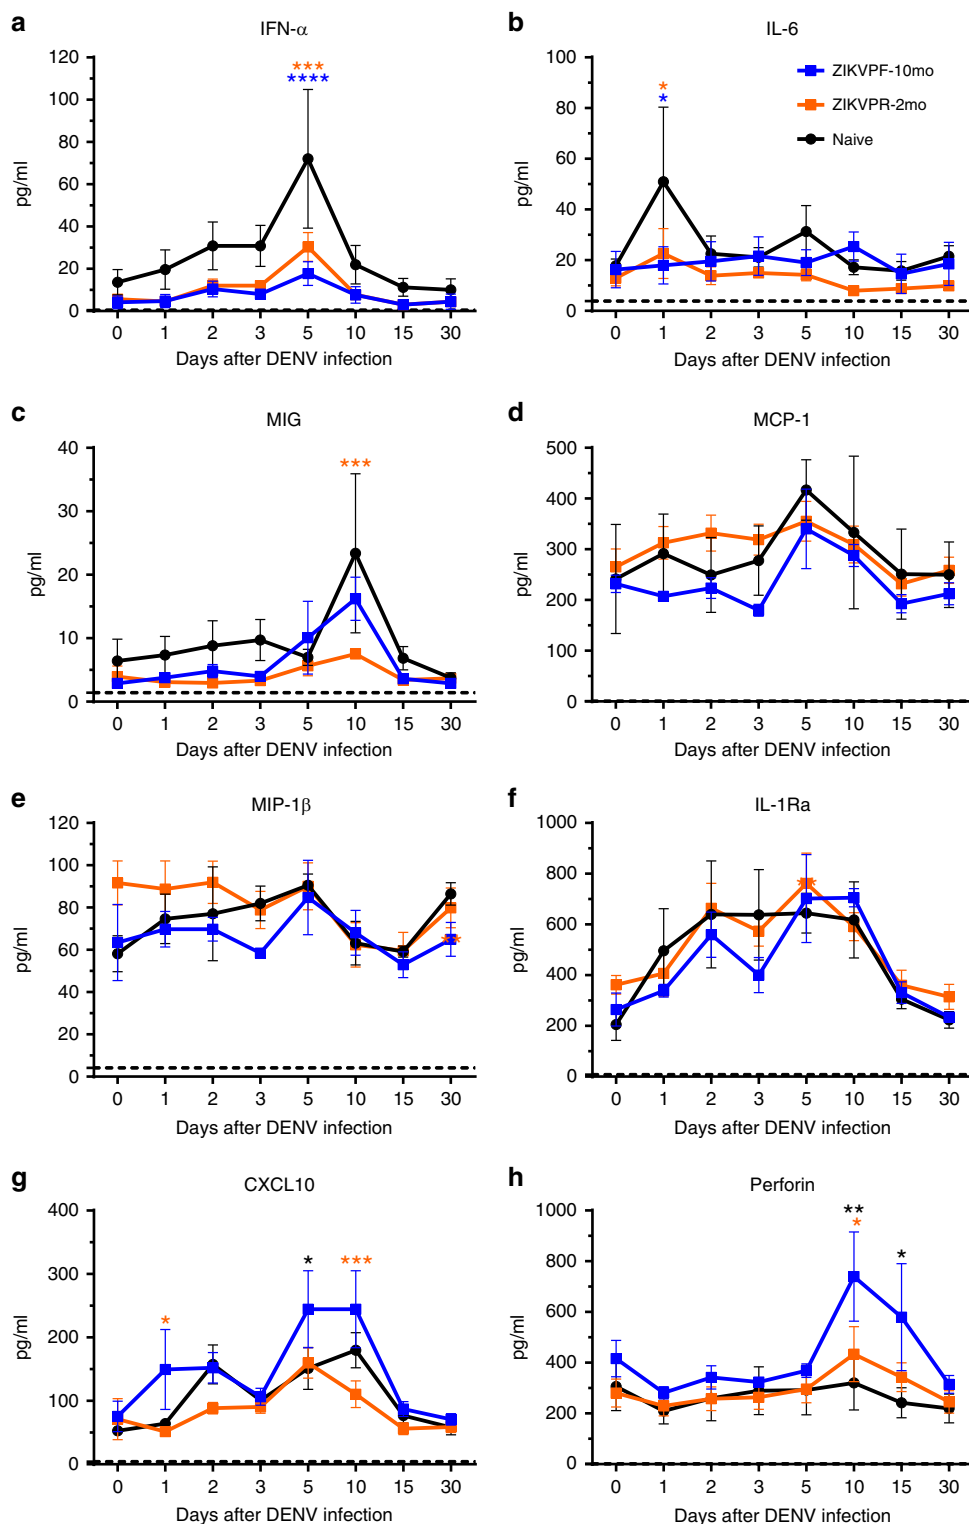 a
IFN-α
120
100
80
60
40
20
0
pg/ml
***
****
0 1 2 3 5 10 15 30
Days after DENV infection
b
IL-6
100
80
60
40
20
0
pg/ml
*
*
ZIKVPF-10mo
ZIKVPR-2mo
Naive
0 1 2 3 5 10 15 30
Days after DENV infection
c
MIG
40
30
20
10
0
pg/ml
***
0 1 2 3 5 10 15 30
Days after DENV infection
d
MCP-1
500
400
300
200
100
0
pg/ml
0 1 2 3 5 10 15 30
Days after DENV infection
e
MIP-1β
120
100
80
60
40
20
0
pg/ml
**
0 1 2 3 5 10 15 30
Days after DENV infection
f
IL-1Ra
1000
800
600
400
200
0
pg/ml
**
0 1 2 3 5 10 15 30
Days after DENV infection
g
CXCL10
400
300
200
100
0
pg/ml
*
*
***
0 1 2 3 5 10 15 30
Days after DENV infection
h
Perforin
1000
800
600
400
200
0
pg/ml
**
*
*
0 1 2 3 5 10 15 30
Days after DENV infection